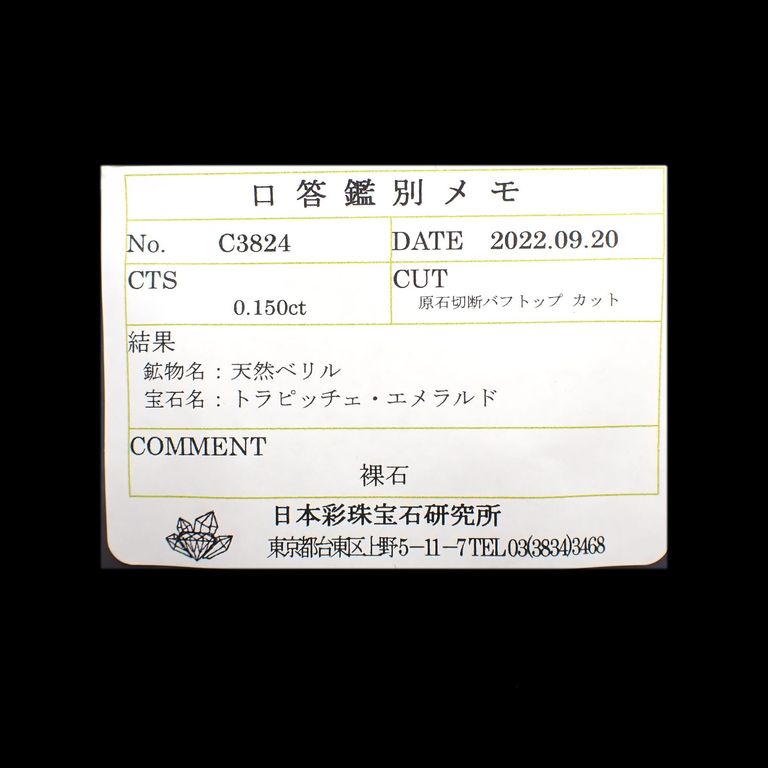 口答鑑別メモ
No. C3824
DATE 2022.09.20
CTS
0.150ct
CUT
原石切断バフトップ カット
結果
鉱物名：天然ベリル
宝石名：トラピッチェ・エメラルド
COMMENT
裸石
日本彩珠宝石研究所
東京都台東区上野5－11－7 TEL 03(3834)3468